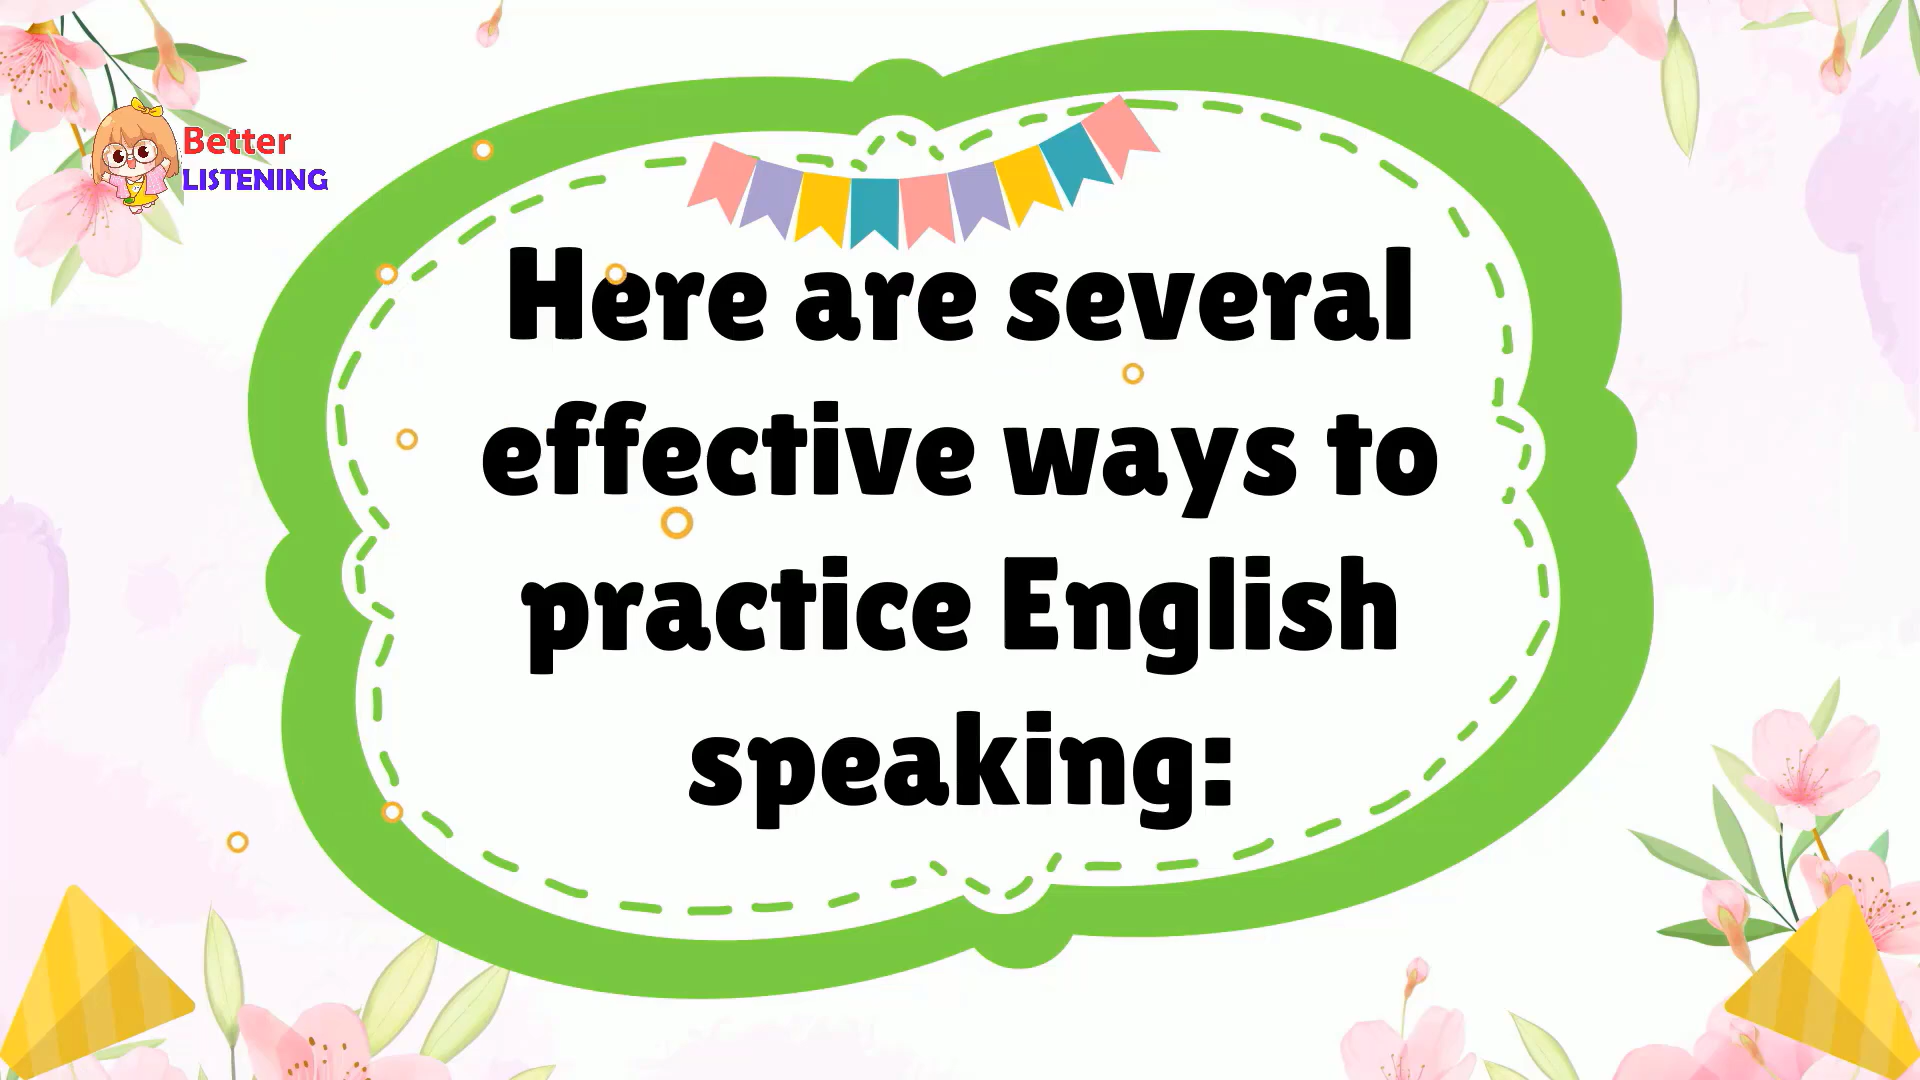 Better
LISTENING
Here are several
effective ways to
practice English
speaking: